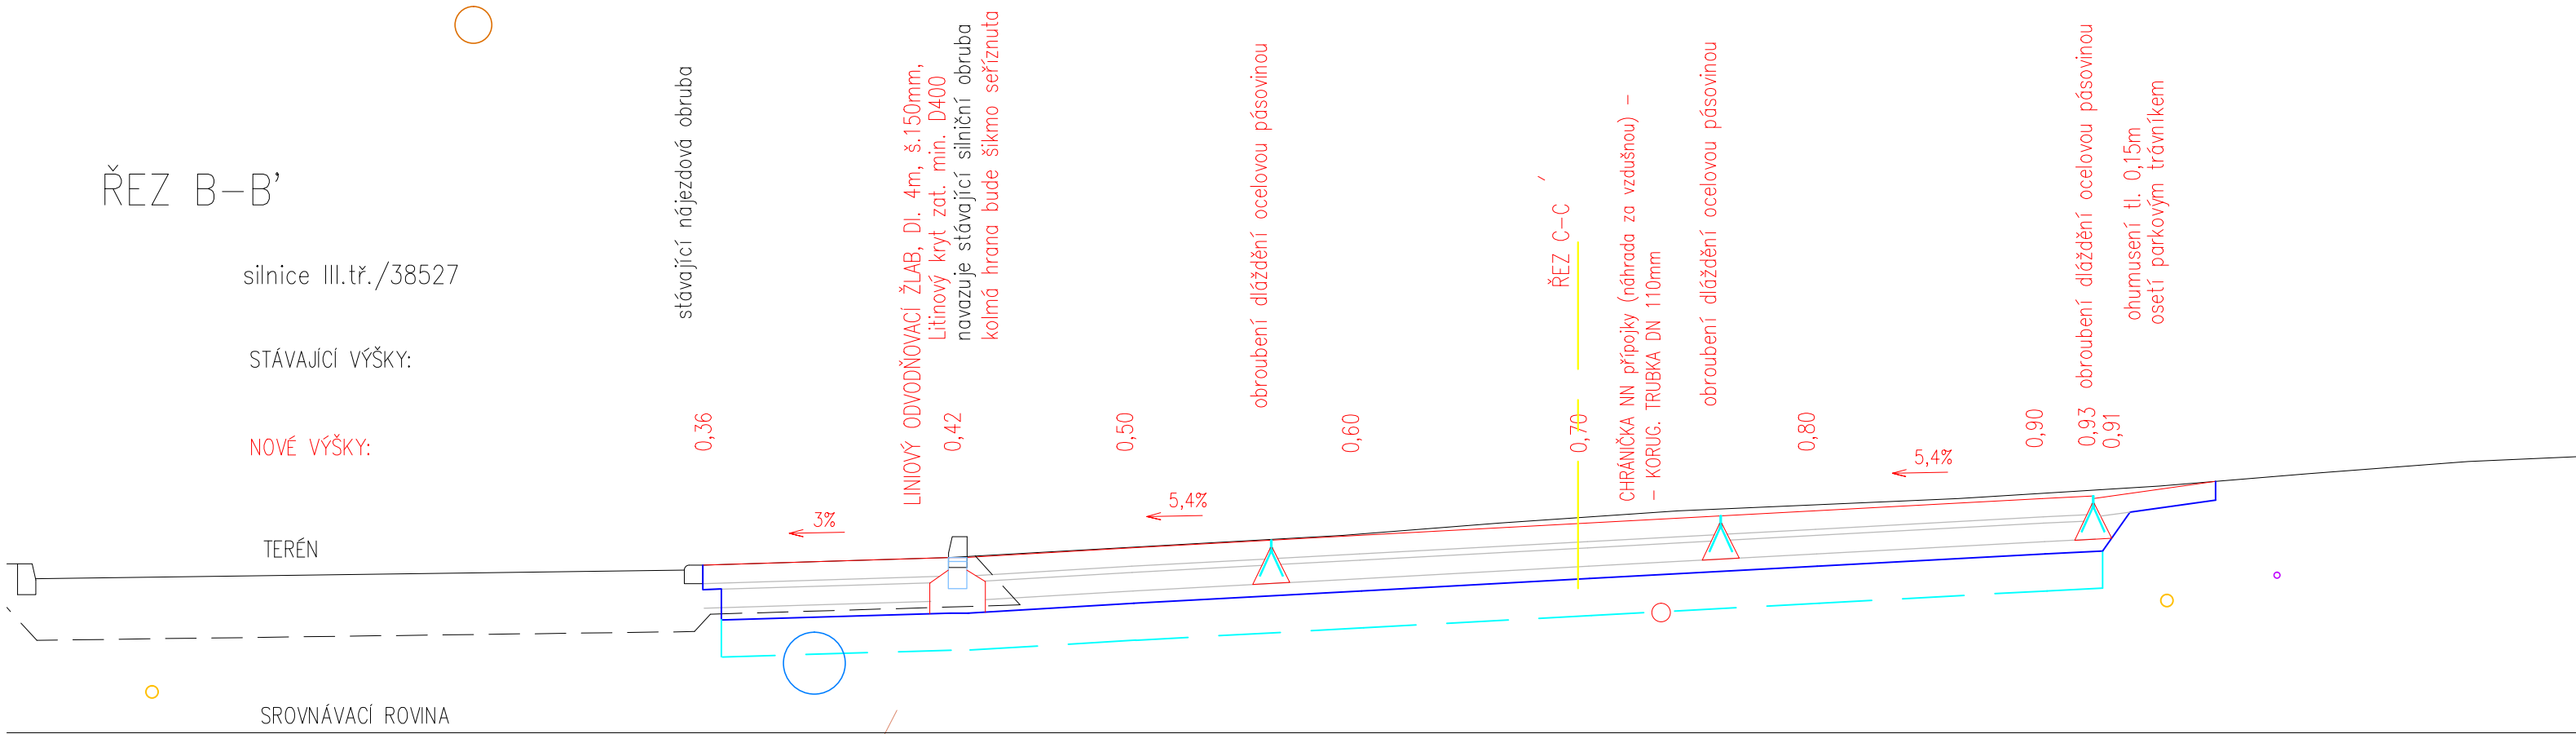 ŘEZ B–B'
silnice III.tř./38527
STÁVAJÍCÍ VÝŠKY:
NOVÉ VÝŠKY:
TERÉN
SROVNÁVACÍ ROVINA
stávající nájezdová obruba
LINIOVÝ ODVODŇOVACÍ ŽLAB, Dl. 4m, š.150mm,
Litinový kryt zat. min. D400
navazuje stávající silniční obruba
kolmá hrana bude šikmo seříznuta
obroubení dláždění ocelovou pásovinou
ŘEZ C–C'
CHRÁNIČKA NN přípojky (náhrada za vzdušnou) –
– KORUG. TRUBKA DN 110mm
obroubení dláždění ocelovou pásovinou
obroubení dláždění ocelovou pásovinou
ohumusení tl. 0,15m
osetí parkovým trávníkem
0,36
0,42
0,50
0,60
0,70
0,80
0,90
0,93
0,91
3%
5,4%
5,4%